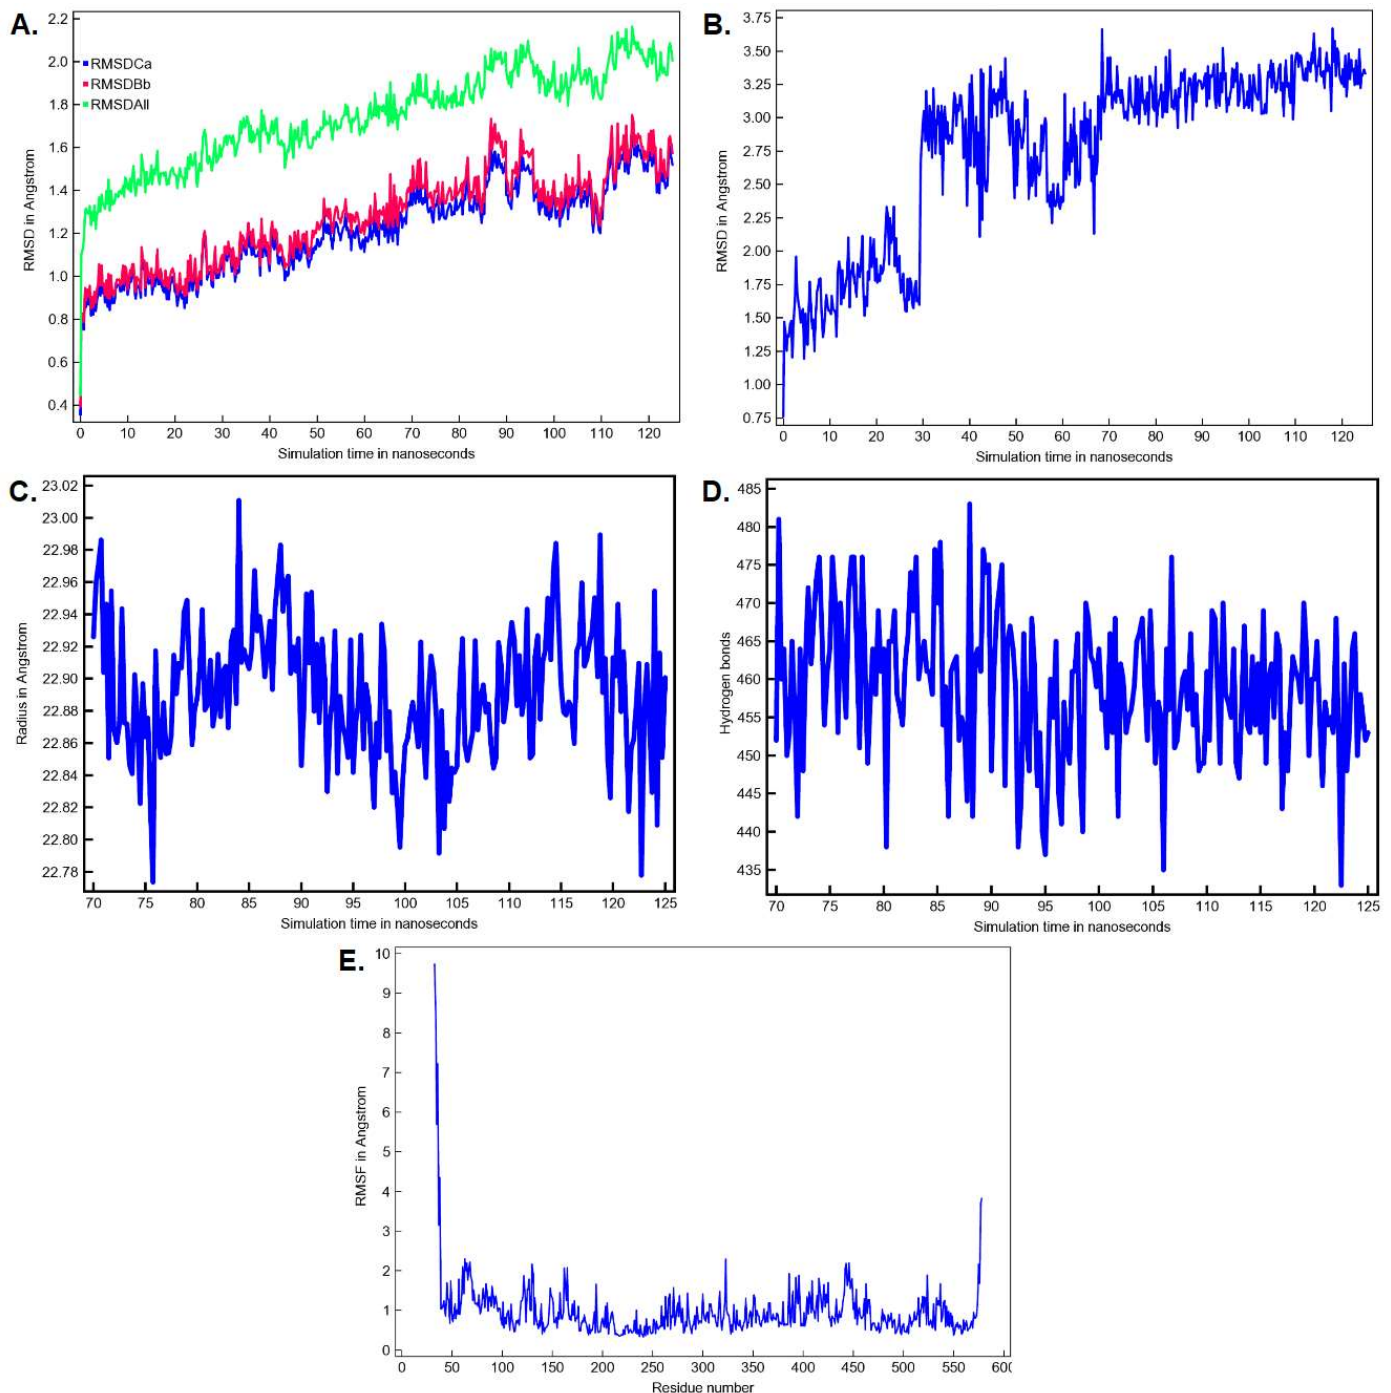 A.
RMSD in Angstrom
2.2
2.0
1.8
1.6
1.4
1.2
1.0
0.8
0.6
0.4
RMSDCa
RMSDBb
RMSDAll
0 10 20 30 40 50 60 70 80 90 100 110 120
Simulation time in nanoseconds
B.
RMSD in Angstrom
3.75
3.50
3.25
3.00
2.75
2.50
2.25
2.00
1.75
1.50
1.25
1.00
0.75
0 10 20 30 40 50 60 70 80 90 100 110 120
Simulation time in nanoseconds
C.
Radius in Angstrom
23.02
23.00
22.98
22.96
22.94
22.92
22.90
22.88
22.86
22.84
22.82
22.80
22.78
70 75 80 85 90 95 100 105 110 115 120 125
Simulation time in nanoseconds
D.
Hydrogen bonds
485
480
475
470
465
460
455
450
445
440
435
70 75 80 85 90 95 100 105 110 115 120 125
Simulation time in nanoseconds
E.
RMSF in Angstrom
10
9
8
7
6
5
4
3
2
1
0
0 50 100 150 200 250 300 350 400 450 500 550 600
Residue number